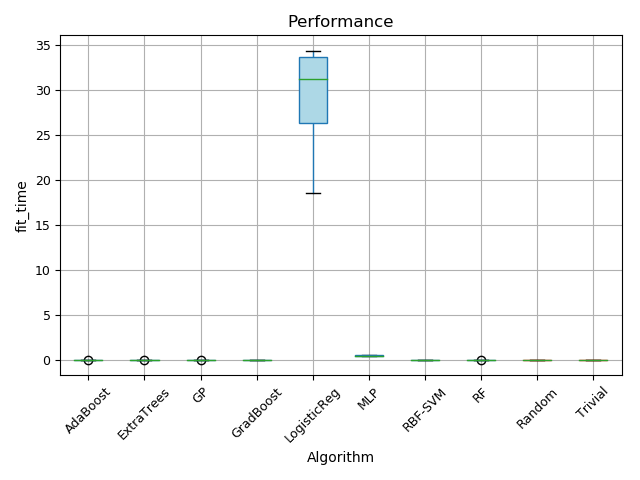 Performance
fit_time
35
30
25
20
15
10
5
0
AdaBoost
ExtraTrees
GP
GradBoost
LogisticReg
MLP
RBF-SVM
RF
Random
Trivial
Algorithm